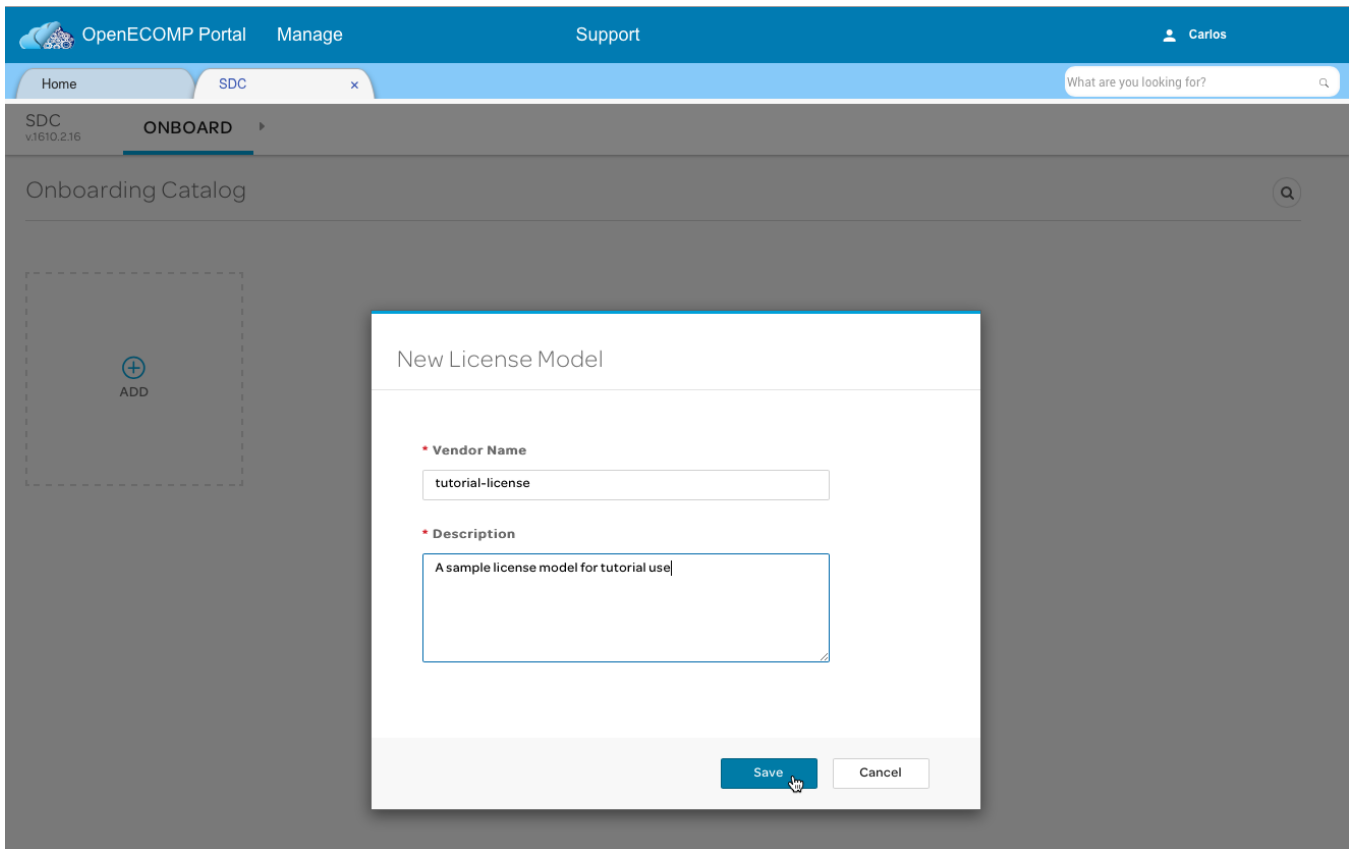 OpenECOMP Portal Manage Support Carlos
Home SDC x What are you looking for?
SDC
v.1610.2.16
ONBOARD
Onboarding Catalog
ADD
New License Model
* Vendor Name
tutorial-license
* Description
A sample license model for tutorial use
Save Cancel